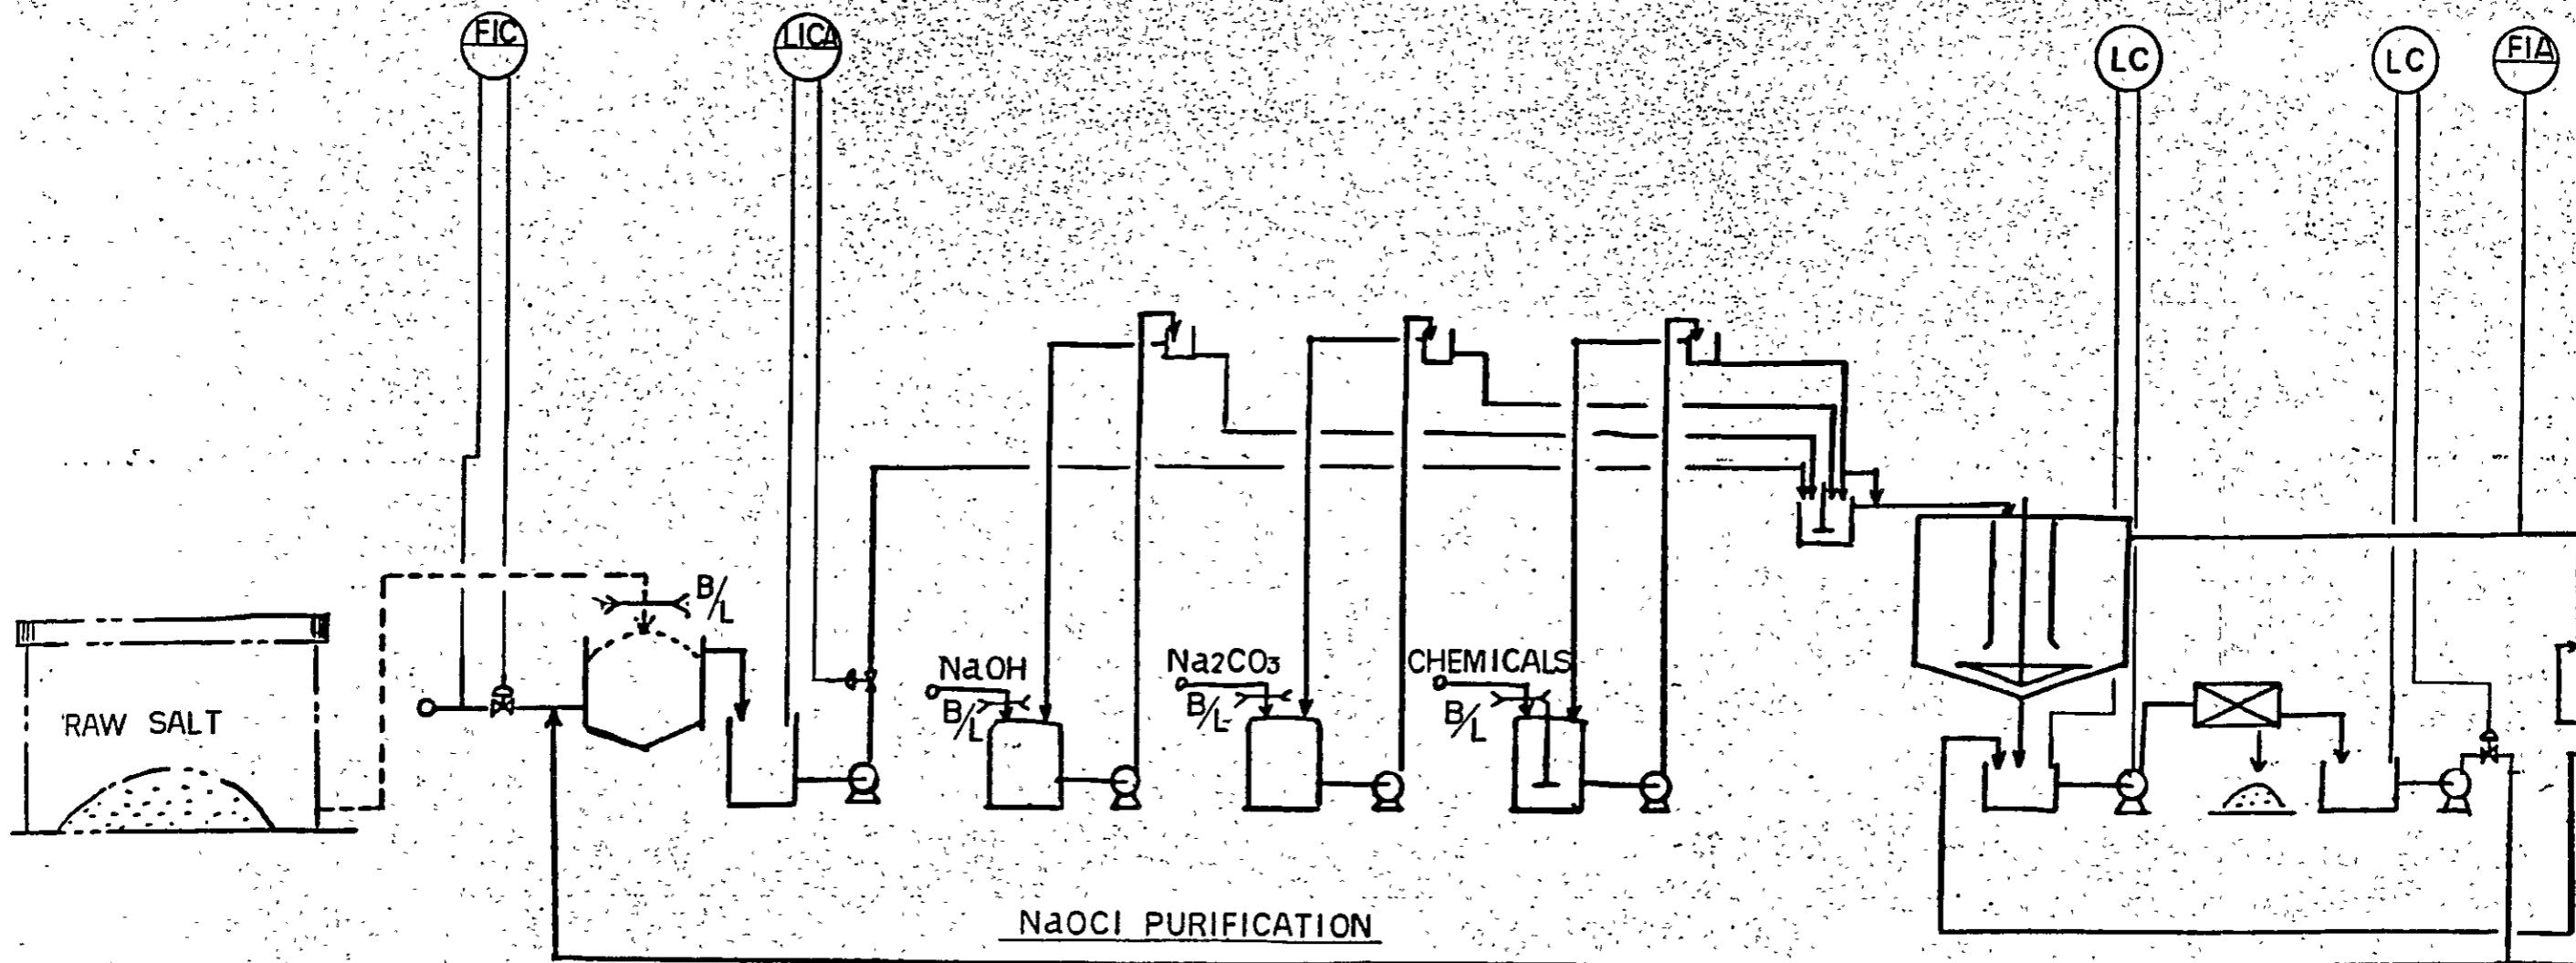 FIC
LICA
LC
LC
FIA
B/L
RAW SALT
NaOH
B/L
Na2CO3
B/L
CHEMICALS
B/L
NaOCl PURIFICATION